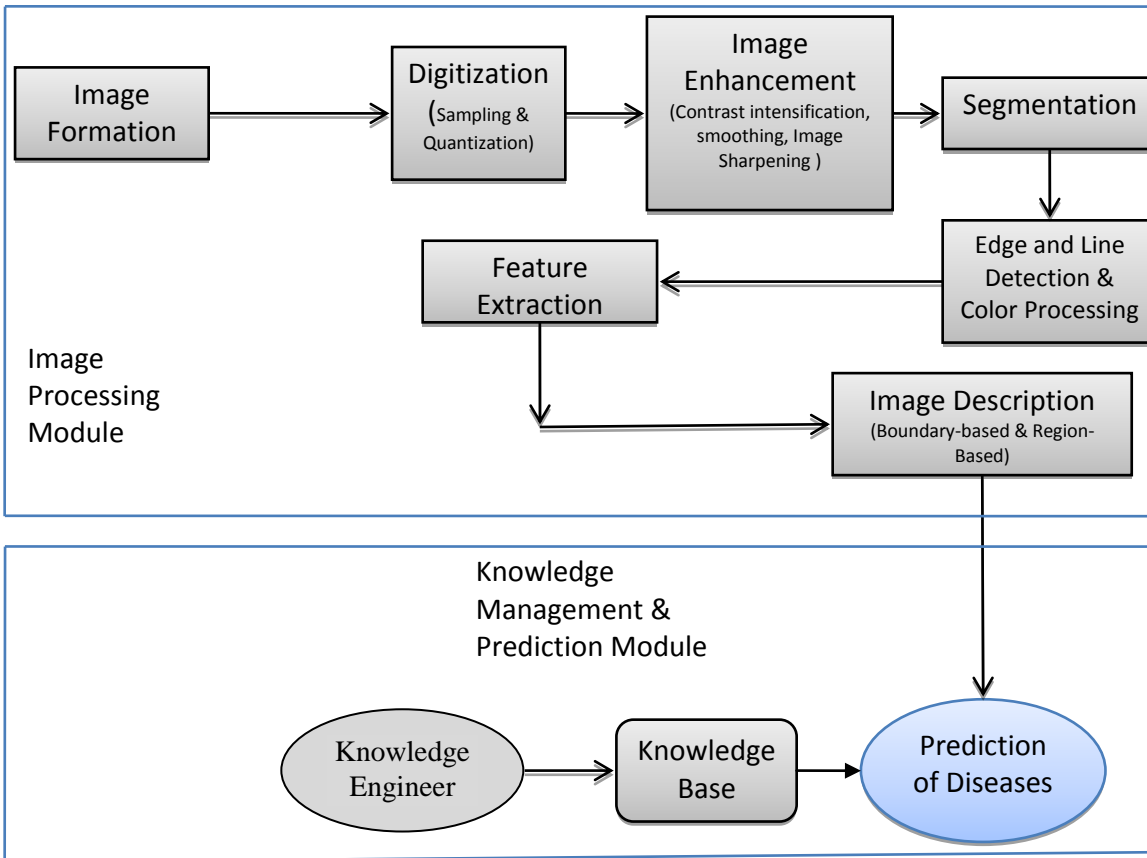 Image
Formation
Digitization
(Sampling &
Quantization)
Image
Enhancement
(Contrast intensification,
smoothing, Image
Sharpening )
Segmentation
Edge and Line
Detection &
Color Processing
Feature
Extraction
Image
Processing
Module
Image Description
(Boundary-based & Region-
Based)
Knowledge
Management &
Prediction Module
Knowledge
Engineer
Knowledge
Base
Prediction
of Diseases